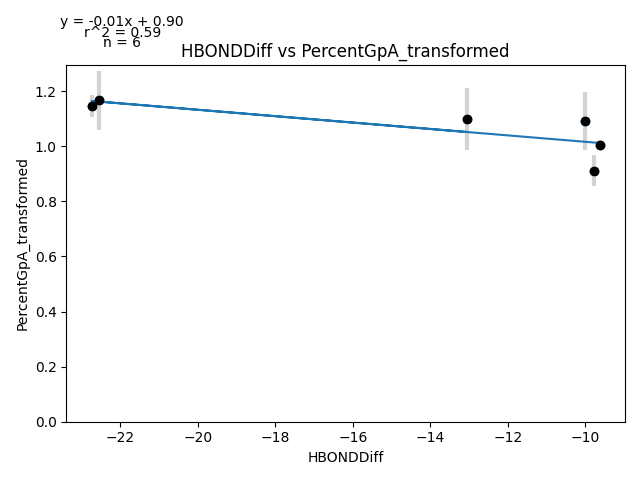 y = -0.01x + 0.90
r^2 = 0.59
n = 6
HBONDDiff vs PercentGpA_transformed
PercentGpA_transformed
1.2
1.0
0.8
0.6
0.4
0.2
0.0
−22
−20
−18
−16
−14
−12
−10
HBONDDiff